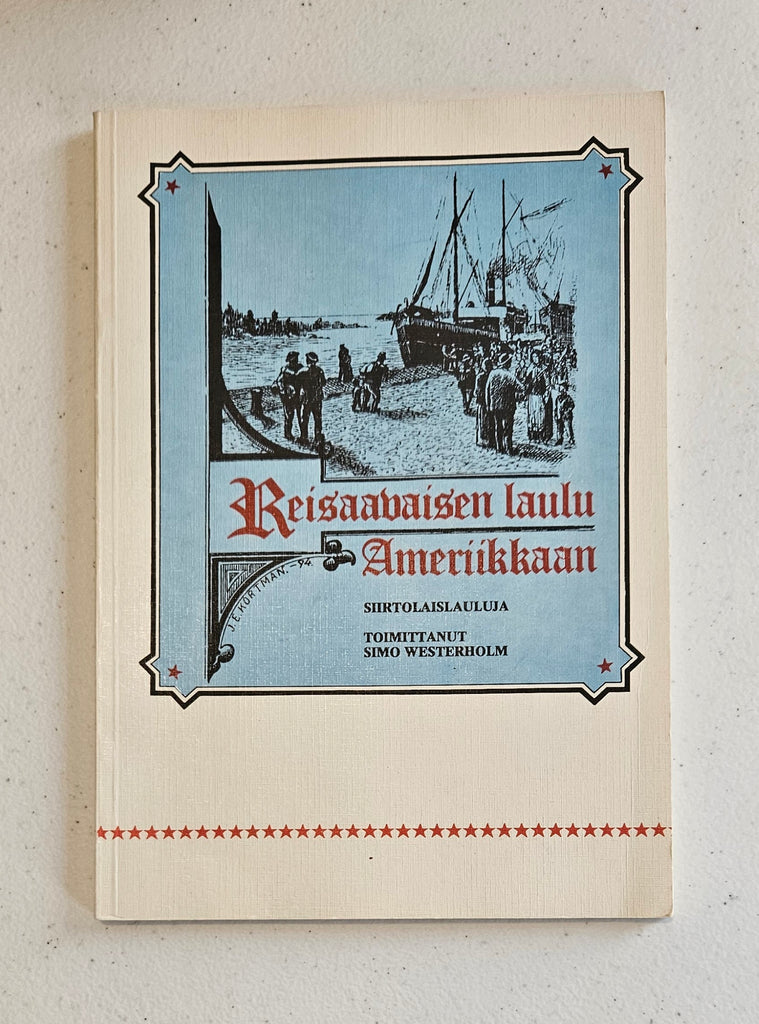 Reisaavaisen laulu
Ameriikkaan
J.E.KORTMAN.-94
SIIRTOLAISLAULUJA
TOIMITTANUT
SIMO WESTERHOLM